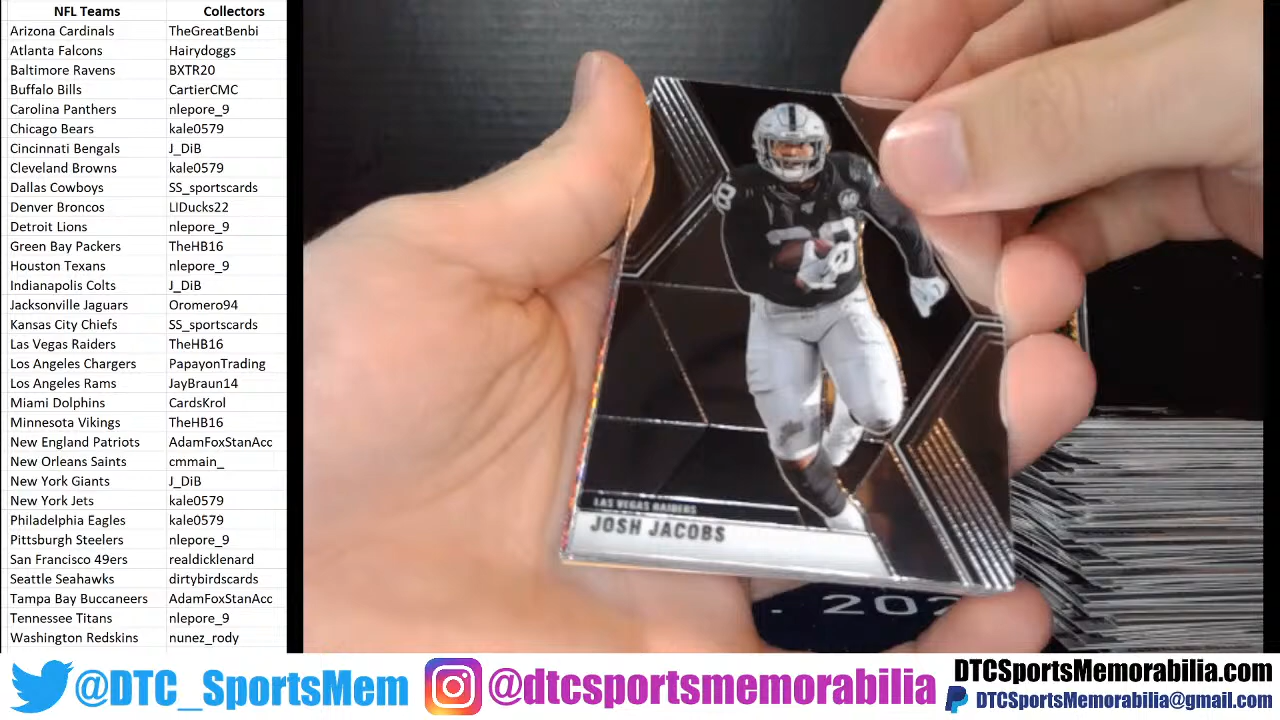 NFL Teams Collectors
Arizona Cardinals TheGreatBenbi
Atlanta Falcons Hairydoggs
Baltimore Ravens BXTR20
Buffalo Bills CartierCMC
Carolina Panthers nlepore_9
Chicago Bears kale0579
Cincinnati Bengals J_DiB
Cleveland Browns kale0579
Dallas Cowboys SS_sportscards
Denver Broncos LIDucks22
Detroit Lions nlepore_9
Green Bay Packers TheHB16
Houston Texans nlepore_9
Indianapolis Colts J_DiB
Jacksonville Jaguars Oromero94
Kansas City Chiefs SS_sportscards
Las Vegas Raiders TheHB16
Los Angeles Chargers PapayonTrading
Los Angeles Rams JayBraun14
Miami Dolphins CardsKrol
Minnesota Vikings TheHB16
New England Patriots AdamFoxStanAcc
New Orleans Saints cmmain_
New York Giants J_DiB
New York Jets kale0579
Philadelphia Eagles kale0579
Pittsburgh Steelers nlepore_9
San Francisco 49ers realdicklenard
Seattle Seahawks dirtybirdscards
Tampa Bay Buccaneers AdamFoxStanAcc
Tennessee Titans nlepore_9
Washington Redskins nunez_rody
LAS VEGAS RAIDERS
JOSH JACOBS
@DTC_SportsMem
@dtcsportsmemorabilia
DTCSportsMemorabilia.com
DTCSportsMemorabilia@gmail.com